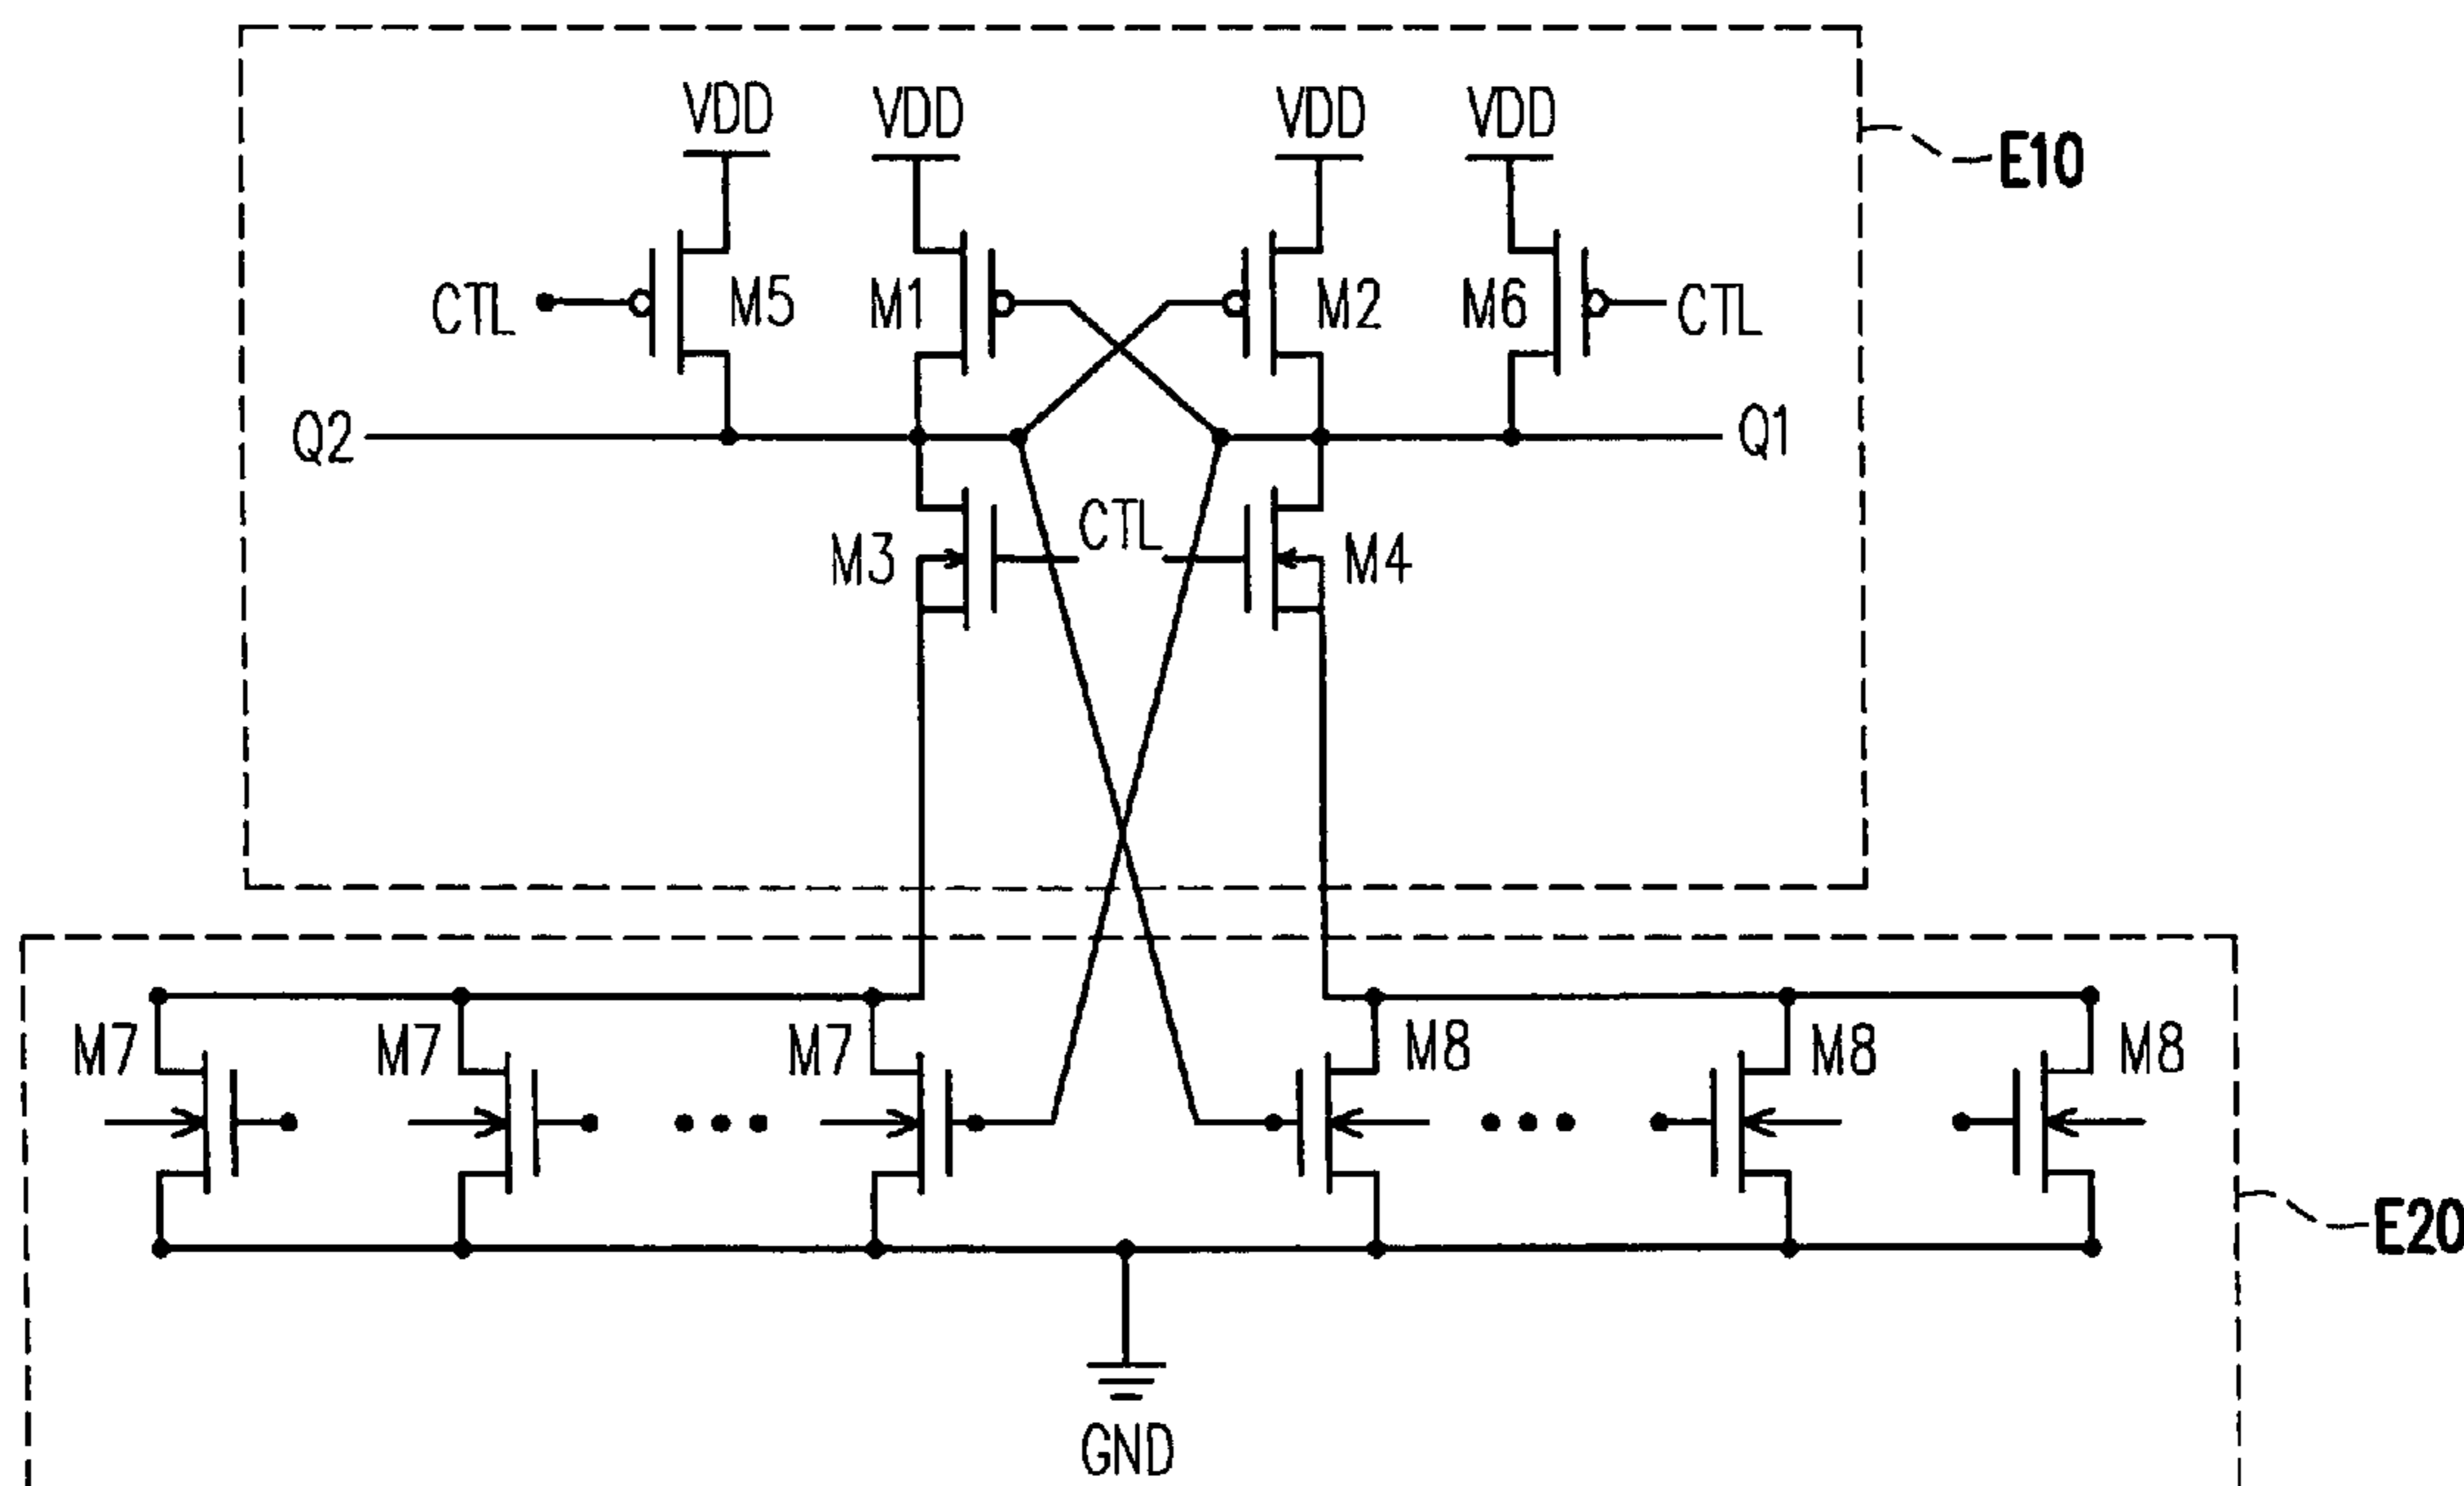 VDD VDD VDD VDD
E10
CTL M5 M1 M2 M6 CTL
Q2 Q1
M3 CTL M4
M7 M7 M7 M8 M8 M8
E20
GND